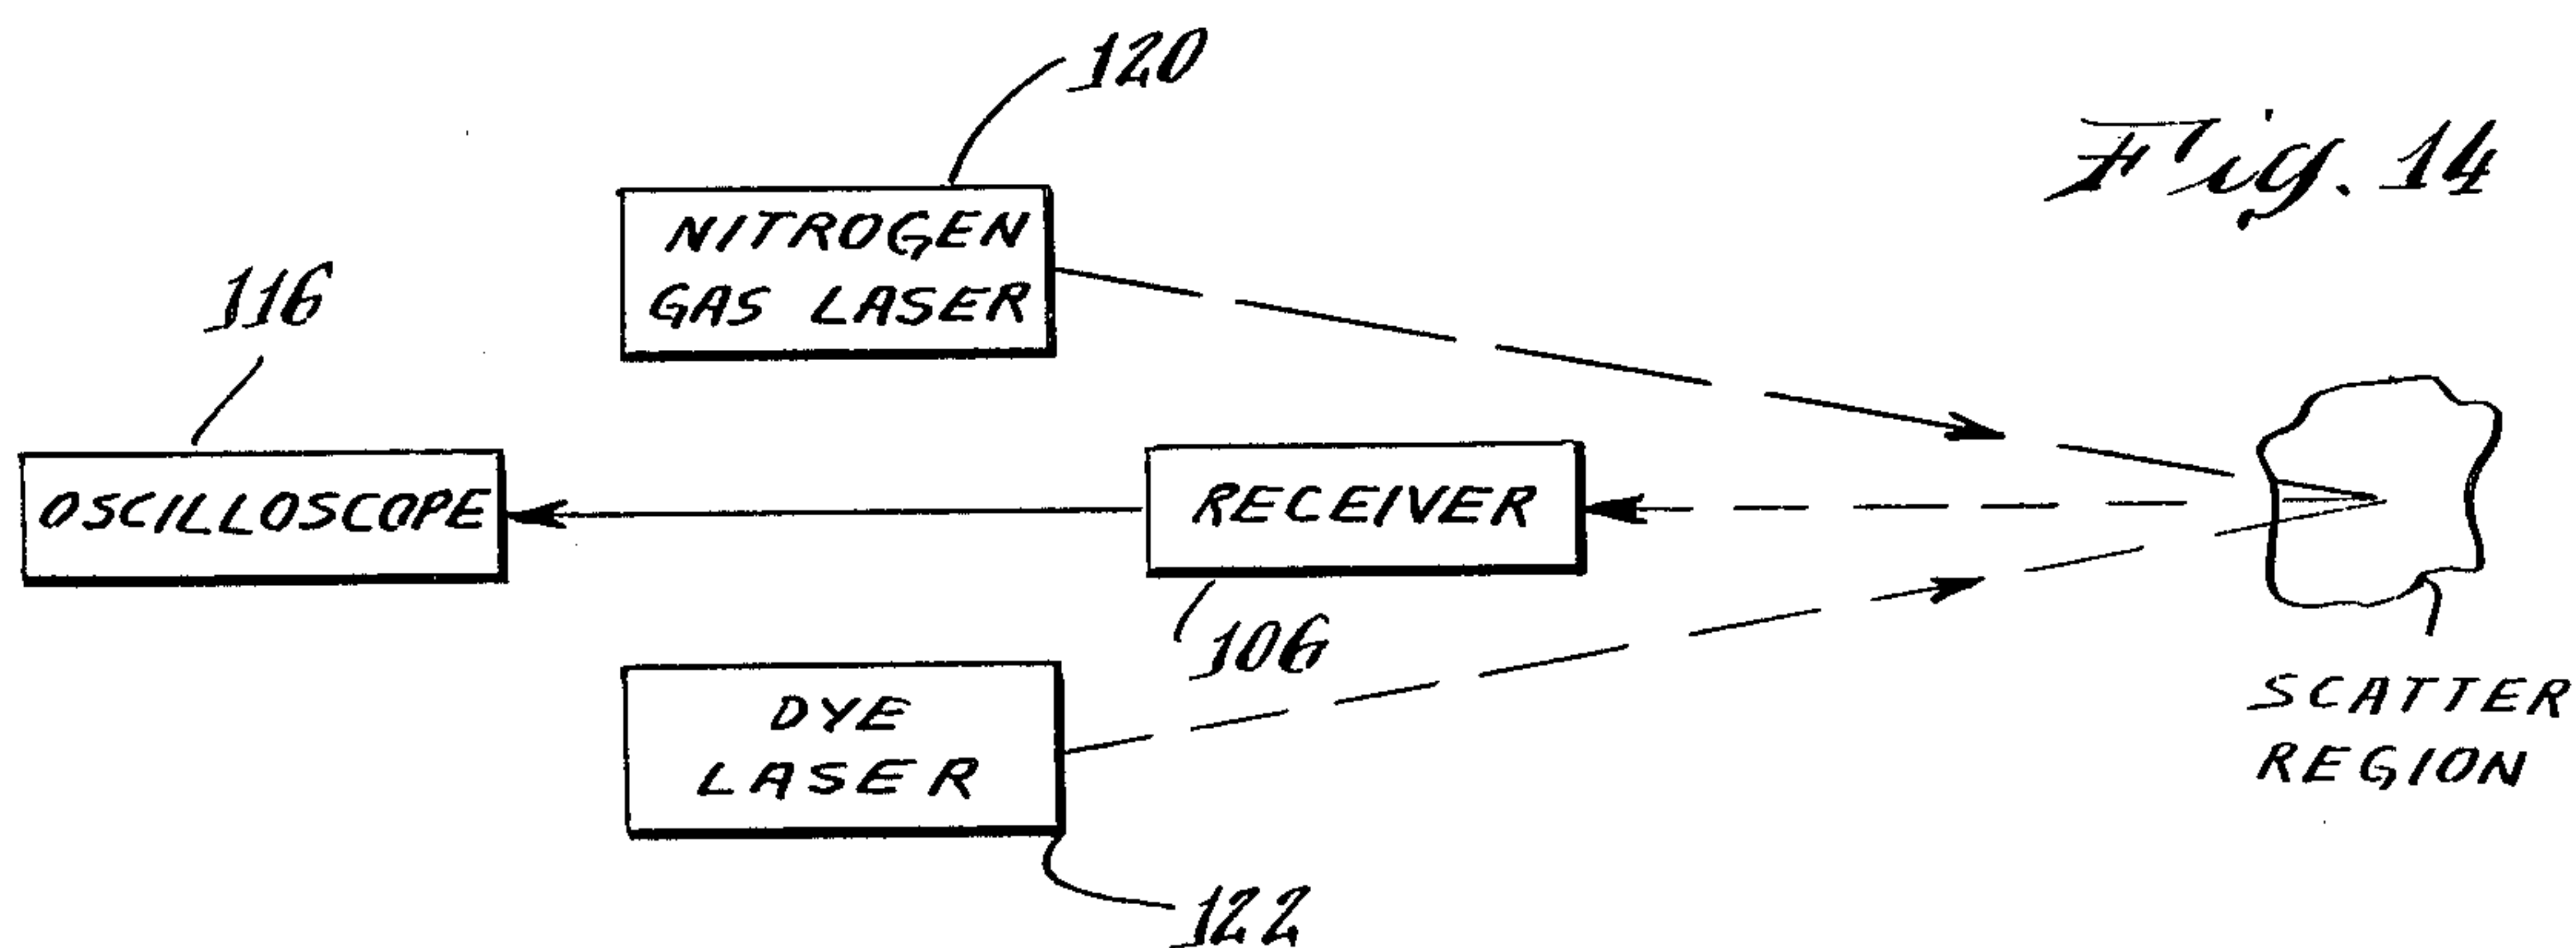 120
Fig. 14
NITROGEN
GAS LASER
116
OSCILLOSCOPE
RECEIVER
106
SCATTER
REGION
DYE
LASER
122